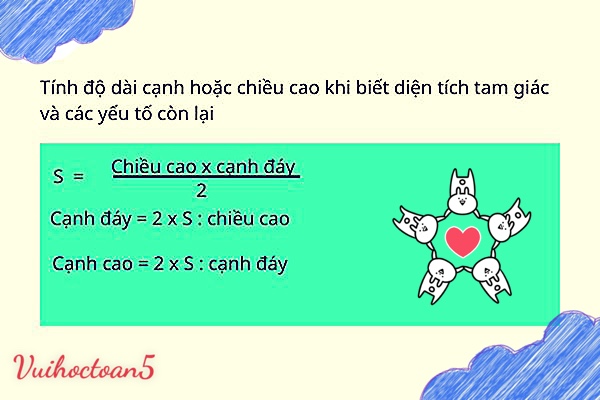 Tính độ dài cạnh hoặc chiều cao khi biết diện tích tam giác
và các yếu tố còn lại
S = Chiều cao x cạnh đáy
2
Cạnh đáy = 2 x S : chiều cao
Cạnh cao = 2 x S : cạnh đáy
Vuihoctoan5